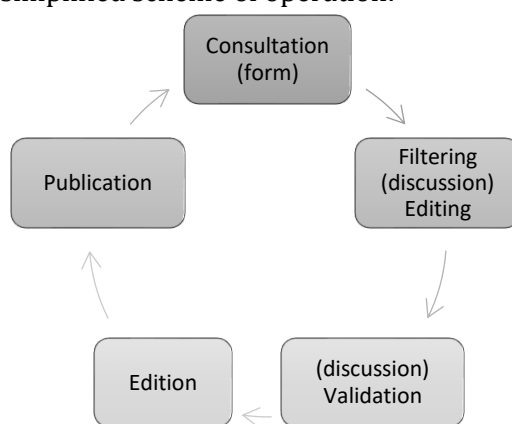 simplified scheme of operation:
Consultation
(form)
Filtering
(discussion)
Editing
(discussion)
Validation
Edition
Publication